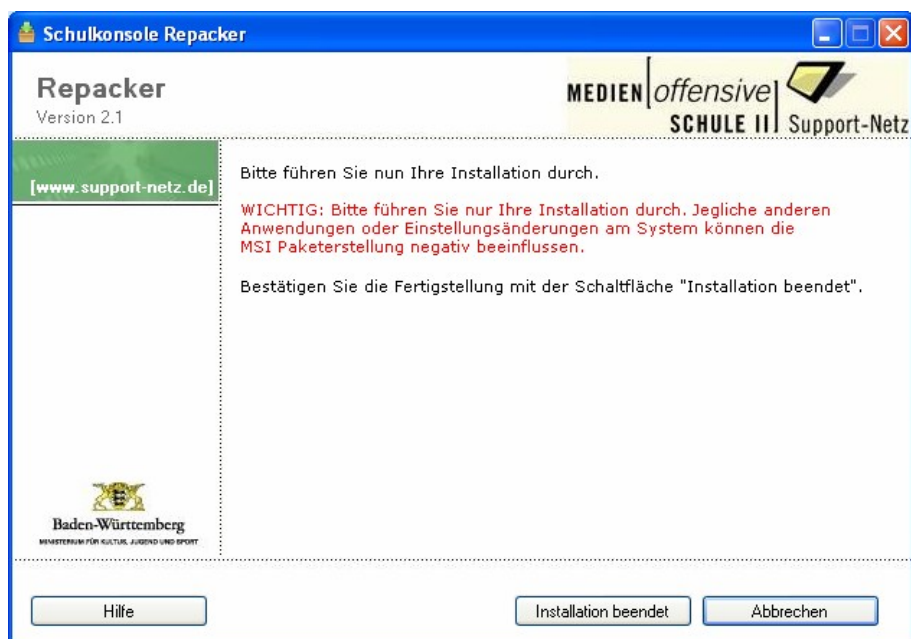 Schulkonsole Repacker
Repacker
Version 2.1
MEDIEN offensive
SCHULE II Support-Netz
[www.support-netz.de]
Bitte führen Sie nun Ihre Installation durch.
WICHTIG: Bitte führen Sie nur Ihre Installation durch. Jegliche anderen
Anwendungen oder Einstellungsänderungen am System können die
MSI Paketerstellung negativ beeinflussen.
Bestätigen Sie die Fertigstellung mit der Schaltfläche "Installation beendet".
Baden-Württemberg
MINISTERIUM FÜR KULTUS, JUGEND UND SPORT
Hilfe
Installation beendet
Abbrechen